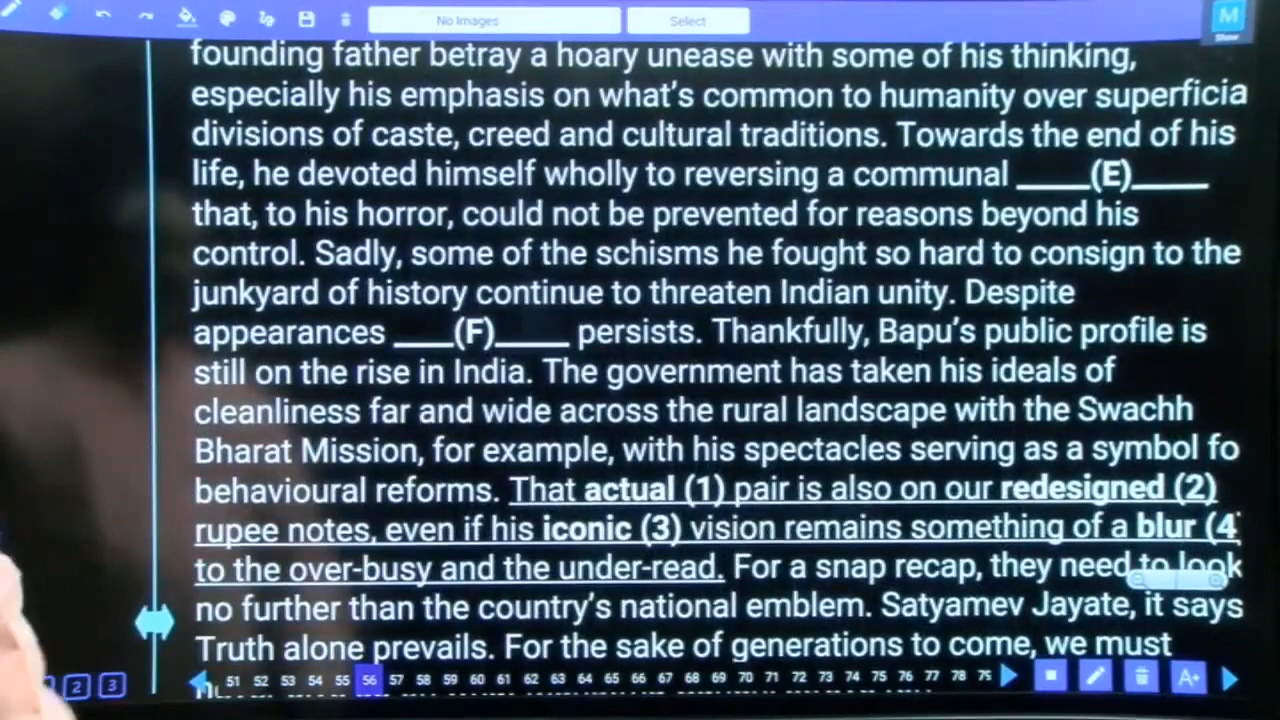 No Images Select
M
Show
founding father betray a hoary unease with some of his thinking,
especially his emphasis on what's common to humanity over superficia
divisions of caste, creed and cultural traditions. Towards the end of his
life, he devoted himself wholly to reversing a communal ____(E)____
that, to his horror, could not be prevented for reasons beyond his
control. Sadly, some of the schisms he fought so hard to consign to the
junkyard of history continue to threaten Indian unity. Despite
appearances ____(F)____ persists. Thankfully, Bapu's public profile is
still on the rise in India. The government has taken his ideals of
cleanliness far and wide across the rural landscape with the Swachh
Bharat Mission, for example, with his spectacles serving as a symbol fo
behavioural reforms. That actual (1) pair is also on our redesigned (2)
rupee notes, even if his iconic (3) vision remains something of a blur (4
to the over-busy and the under-read. For a snap recap, they need to look
no further than the country's national emblem. Satyamev Jayate, it says
Truth alone prevails. For the sake of generations to come, we must
2 3 51 52 53 54 55 56 57 58 59 60 61 62 63 64 65 66 67 68 69 70 71 72 73 74 75 76 77 78 79 A+